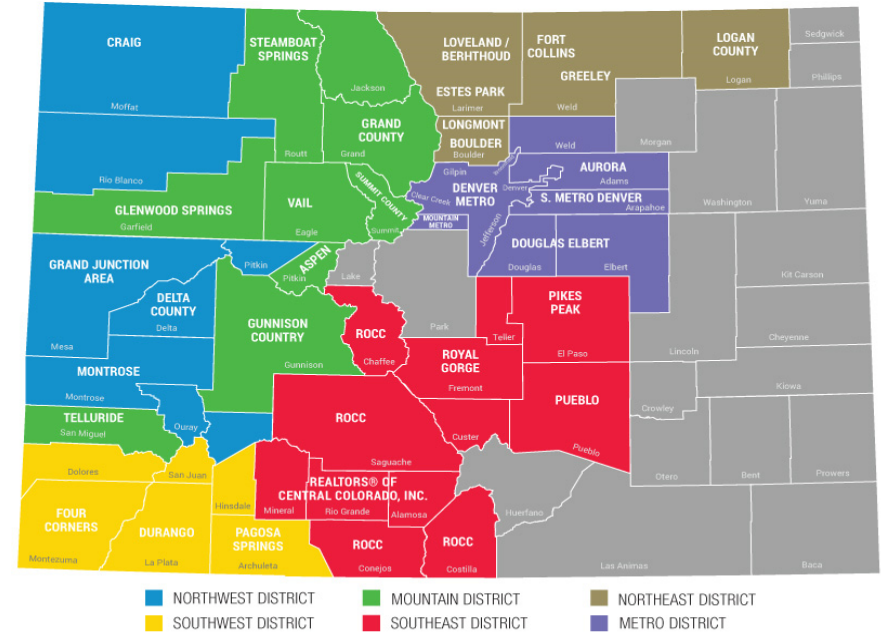 CRAIG
Moffat
STEAMBOAT
SPRINGS
Routt
Jackson
LOVELAND /
BERHTHOUD
ESTES PARK
Larimer
FORT
COLLINS
GREELEY
Weld
LOGAN
COUNTY
Logan
Sedgwick
Phillips
GRAND
COUNTY
Grand
LONGMONT
BOULDER
Boulder
Weld
Morgan
Rio Blanco
Gilpin
AURORA
Adams
Washington
Yuma
GLENWOOD SPRINGS
Garfield
VAIL
Eagle
SUMMIT COUNTY
Summit
Clear Creek
DENVER
METRO
Denver
S. METRO DENVER
Arapahoe
MOUNTAIN
METRO
Jefferson
DOUGLAS ELBERT
Douglas
Elbert
Kit Carson
GRAND JUNCTION
AREA
Mesa
Pitkin
ASPEN
Pitkin
Lake
Park
DELTA
COUNTY
Delta
GUNNISON
COUNTRY
Gunnison
ROCC
Chaffee
Teller
PIKES
PEAK
El Paso
Lincoln
Cheyenne
MONTROSE
Montrose
ROYAL
GORGE
Fremont
Kiowa
TELLURIDE
San Miguel
Ouray
ROCC
Saguache
Custer
PUEBLO
Pueblo
Crowley
Otero
Bent
Prowers
Dolores
San Juan
Hinsdale
Mineral
REALTORS® OF
CENTRAL COLORADO, INC.
Rio Grande
Alamosa
Huerfano
FOUR
CORNERS
Montezuma
DURANGO
La Plata
PAGOSA
SPRINGS
Archuleta
ROCC
Conejos
ROCC
Costilla
Las Animas
Baca
NORTHWEST DISTRICT
MOUNTAIN DISTRICT
NORTHEAST DISTRICT
SOUTHWEST DISTRICT
SOUTHEAST DISTRICT
METRO DISTRICT